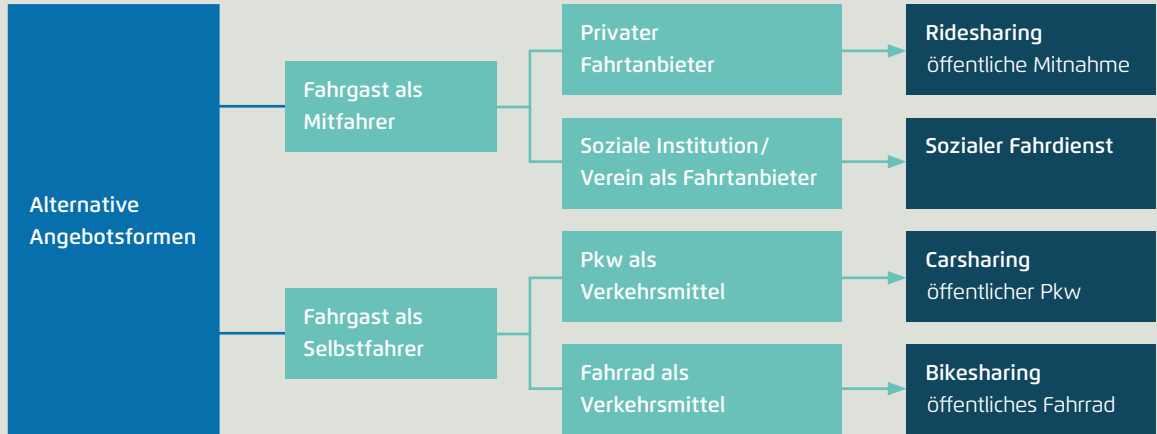 Alternative
Angebotsformen
Fahrgast als
Mitfahrer
Privater
Fahrtanbieter
Ridesharing
öffentliche Mitnahme
Soziale Institution/
Verein als Fahrtanbieter
Sozialer Fahrdienst
Fahrgast als
Selbstfahrer
Pkw als
Verkehrsmittel
Carsharing
öffentlicher Pkw
Fahrrad als
Verkehrsmittel
Bikesharing
öffentliches Fahrrad